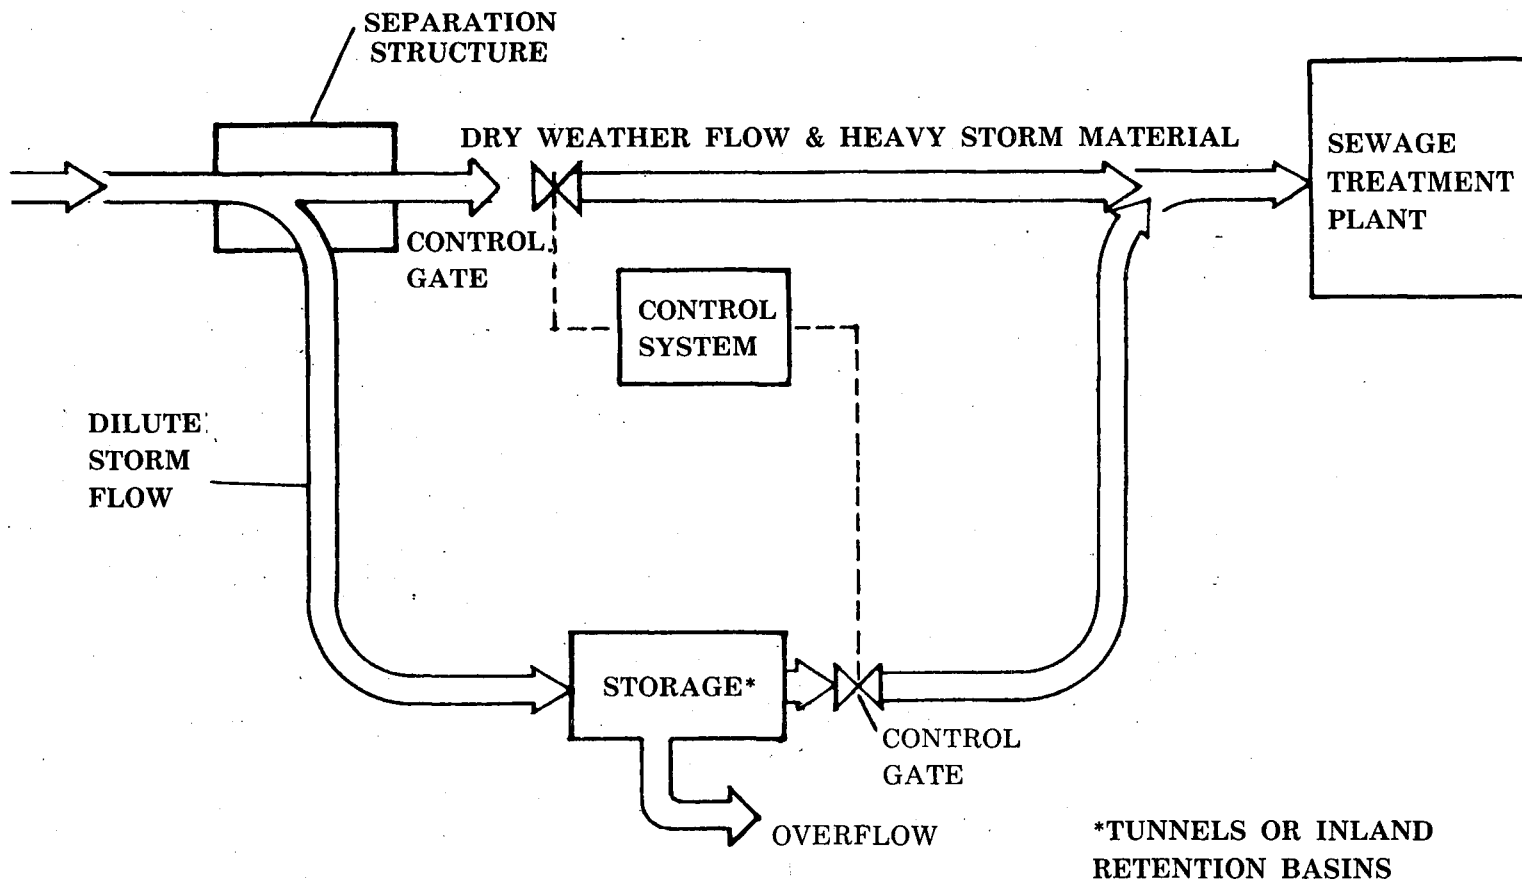 SEPARATION
STRUCTURE
DRY WEATHER FLOW & HEAVY STORM MATERIAL
SEWAGE
TREATMENT
PLANT
CONTROL
GATE
CONTROL
SYSTEM
DILUTE
STORM
FLOW
STORAGE*
CONTROL
GATE
OVERFLOW
*TUNNELS OR INLAND
RETENTION BASINS